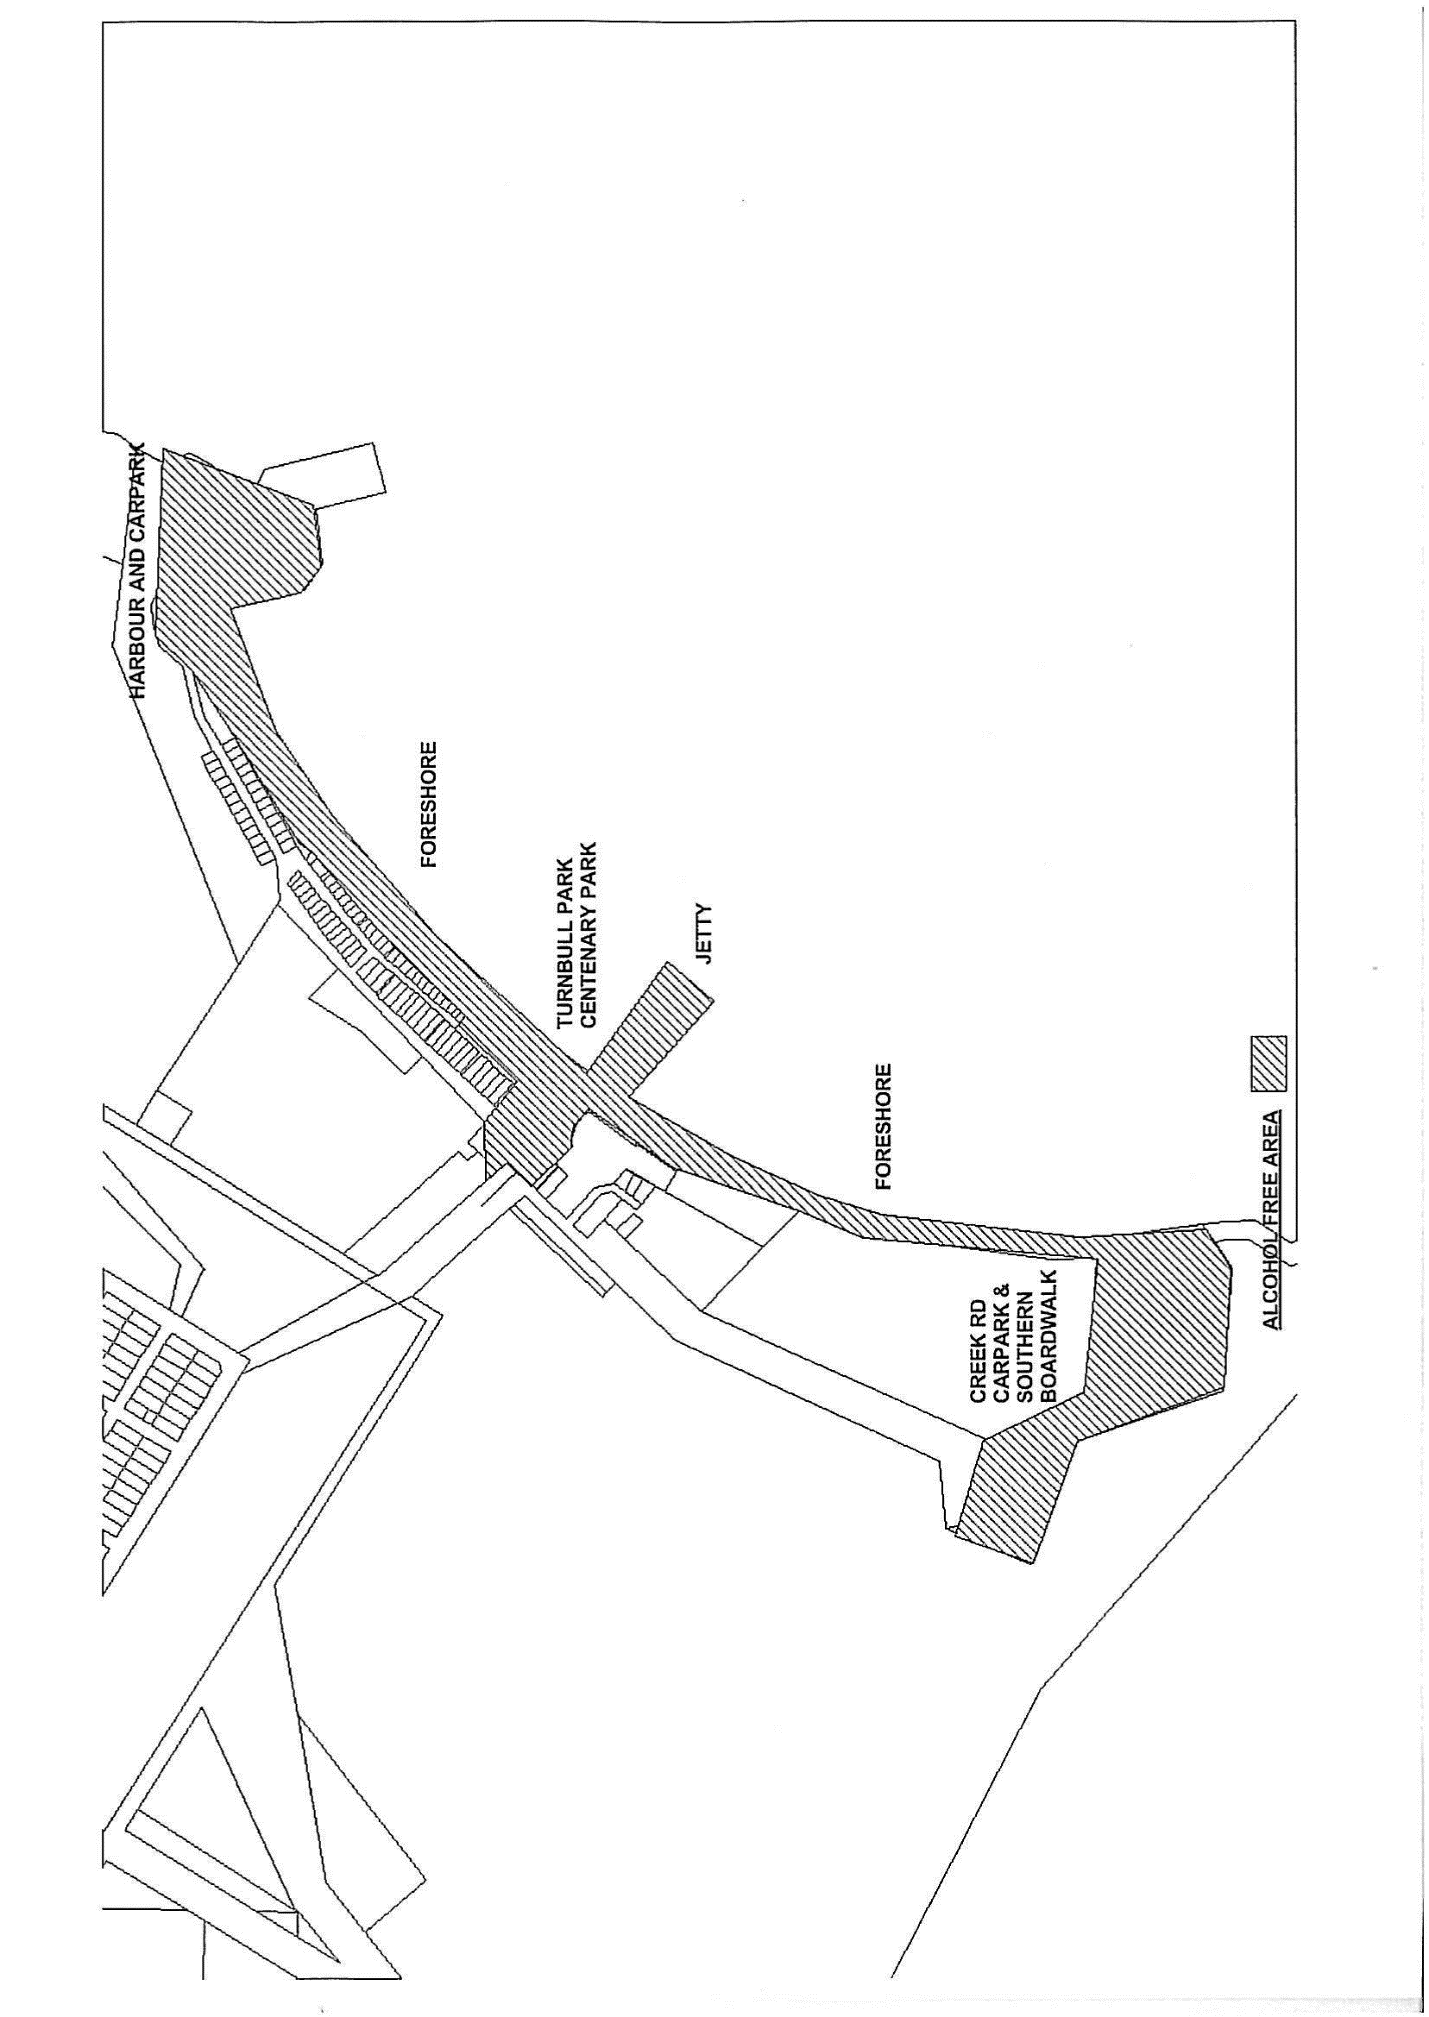 HARBOUR AND CARPARK
FORESHORE
TURNBULL PARK
CENTENARY PARK
JETTY
FORESHORE
CREEK RD
CARPARK &
SOUTHERN
BOARDWALK
ALCOHOL FREE AREA